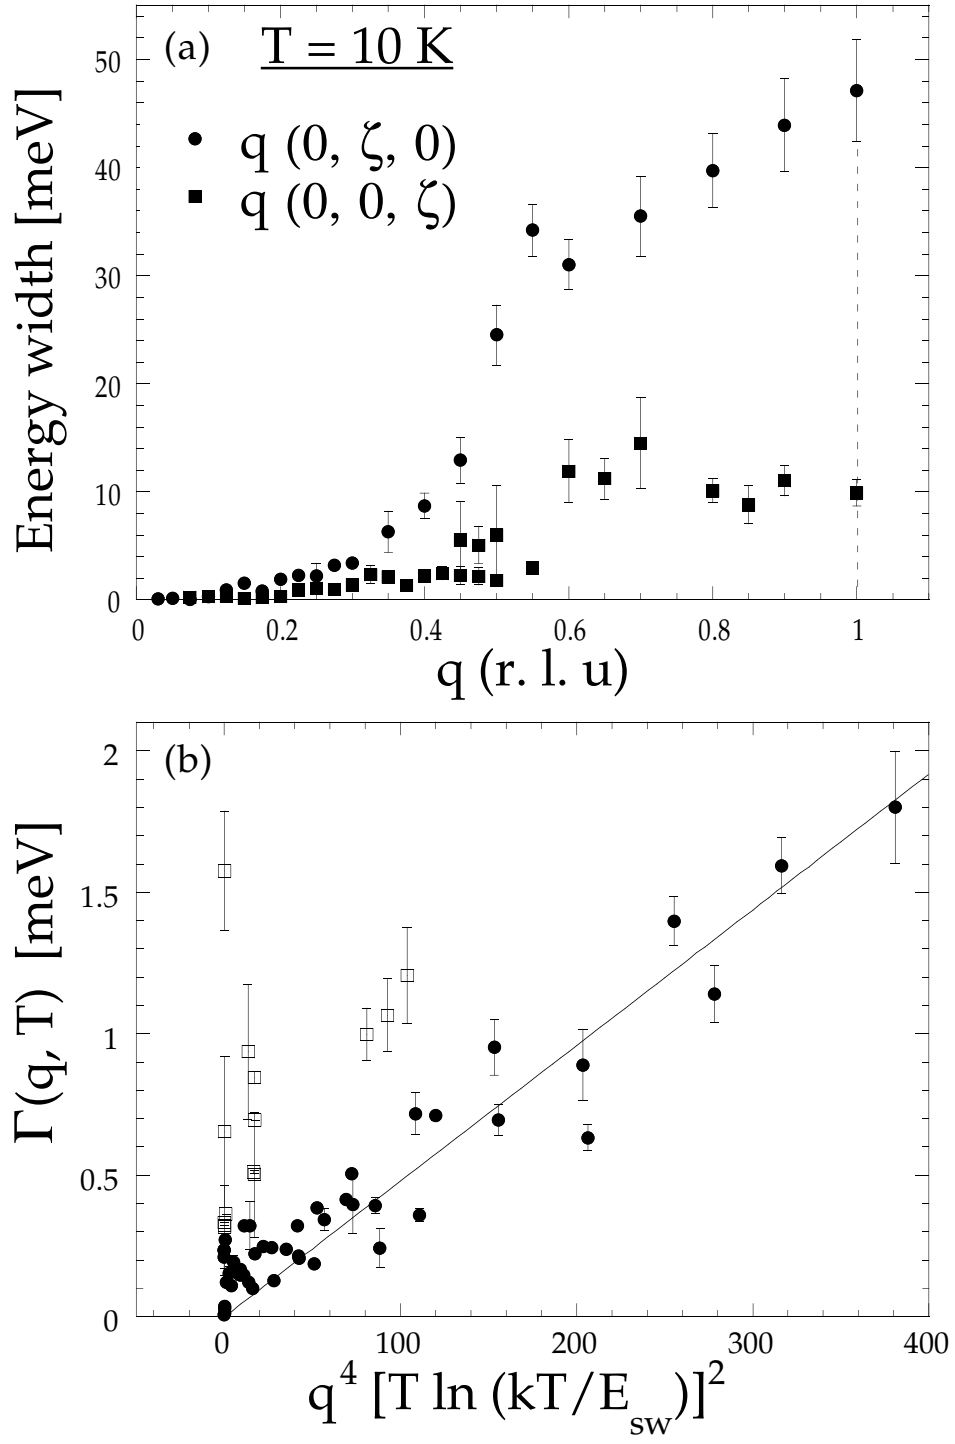 (a) T = 10 K
q (0, ζ, 0)
q (0, 0, ζ)
Energy width [meV]
50
40
30
20
10
0
0 0.2 0.4 0.6 0.8 1
q (r. l. u)
(b)
Γ(q, T) [meV]
2
1.5
1
0.5
0
0 100 200 300 400
q⁴ [T ln (kT/E_sw)]²